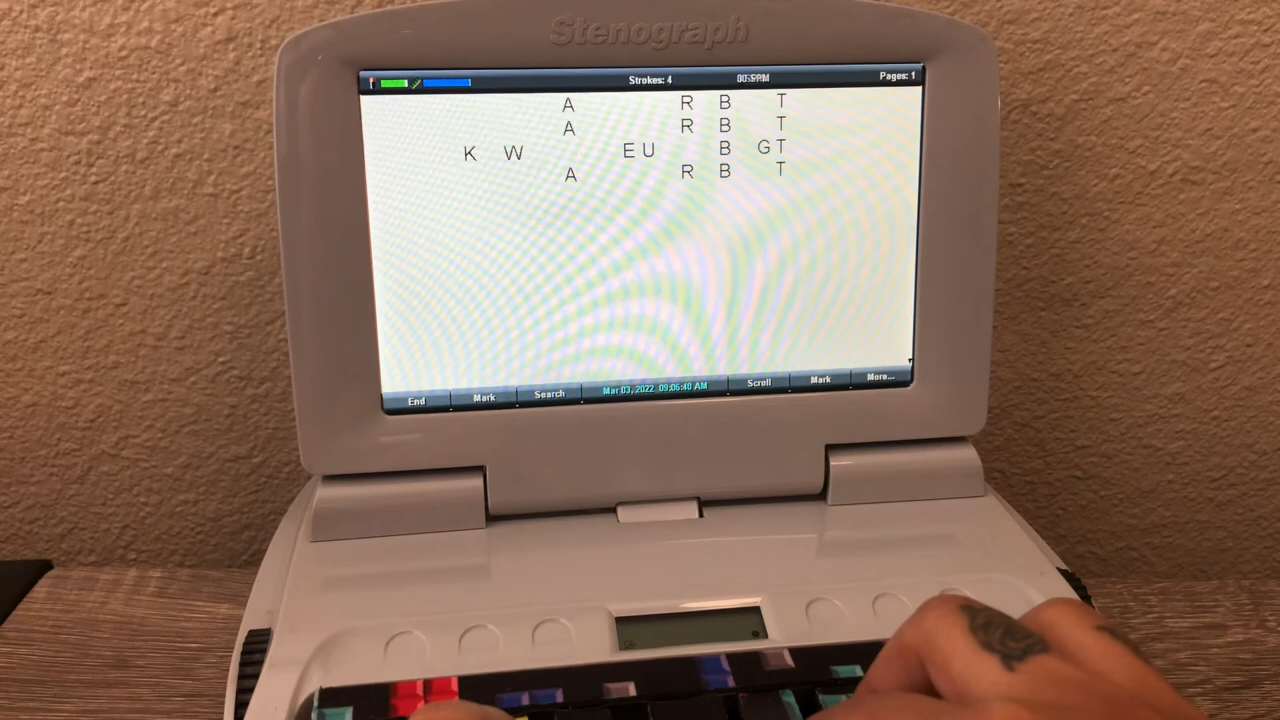 Stenograph
Strokes: 4 Pages: 1
A R B T
A R B T
K W EU B GT
A R B T
End Mark Search Mar 03, 2022 09:06:40 AM Scroll Mark More...